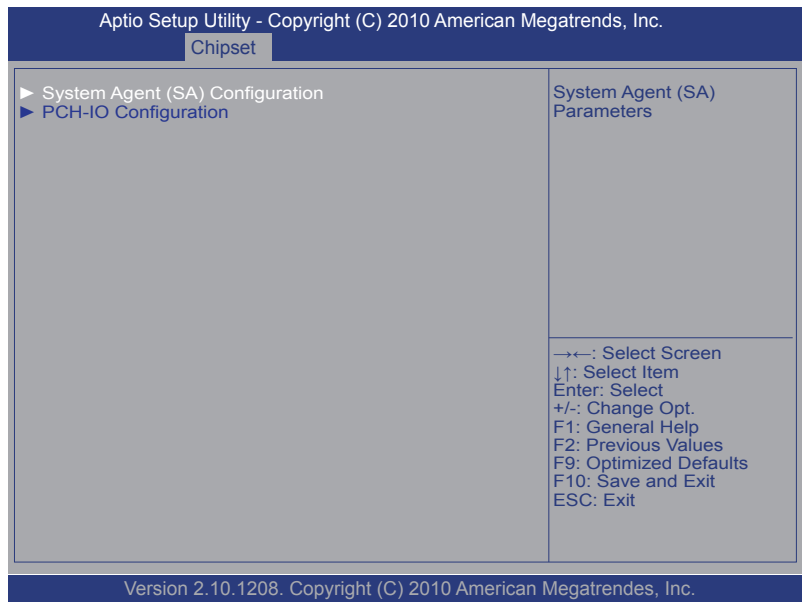 Aptio Setup Utility - Copyright (C) 2010 American Megatrends, Inc.
Chipset
► System Agent (SA) Configuration
► PCH-IO Configuration
System Agent (SA)
Parameters
→←: Select Screen
↓↑: Select Item
Enter: Select
+/-: Change Opt.
F1: General Help
F2: Previous Values
F9: Optimized Defaults
F10: Save and Exit
ESC: Exit
Version 2.10.1208. Copyright (C) 2010 American Megatrendes, Inc.